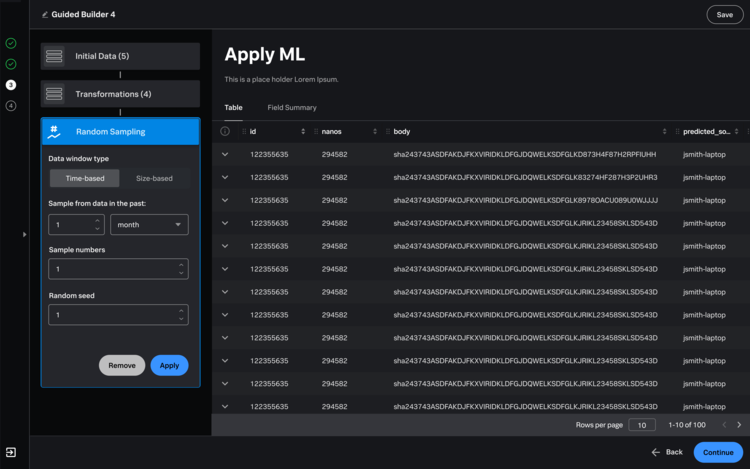 Guided Builder 4
Save
3
4
Initial Data (5)
Transformations (4)
Random Sampling
Data window type
Time-based Size-based
Sample from data in the past:
1 month
Sample numbers
1
Random seed
1
Remove Apply
Apply ML
This is a place holder Lorem Ipsum.
Table Field Summary
id nanos body predicted_so...
122355635 294582 sha243743ASDFAKDJFKXVIRIDKLDFGJDQWELKSDFGLKD873H4F87H2RPFIUHH jsmith-laptop
122355635 294582 sha243743ASDFAKDJFKXVIRIDKLDFGJDQWELKSDFGLK83274HF287H3P2UHR3 jsmith-laptop
122355635 294582 sha243743ASDFAKDJFKXVIRIDKLDFGJDQWELKSDFGLK8978OACU089U0WJJJJ jsmith-laptop
122355635 294582 sha243743ASDFAKDJFKXVIRIDKLDFGJDQWELKSDFGLKJRIKL23458SKLSD543D jsmith-laptop
122355635 294582 sha243743ASDFAKDJFKXVIRIDKLDFGJDQWELKSDFGLKJRIKL23458SKLSD543D jsmith-laptop
122355635 294582 sha243743ASDFAKDJFKXVIRIDKLDFGJDQWELKSDFGLKJRIKL23458SKLSD543D jsmith-laptop
122355635 294582 sha243743ASDFAKDJFKXVIRIDKLDFGJDQWELKSDFGLKJRIKL23458SKLSD543D jsmith-laptop
122355635 294582 sha243743ASDFAKDJFKXVIRIDKLDFGJDQWELKSDFGLKJRIKL23458SKLSD543D jsmith-laptop
122355635 294582 sha243743ASDFAKDJFKXVIRIDKLDFGJDQWELKSDFGLKJRIKL23458SKLSD543D jsmith-laptop
122355635 294582 sha243743ASDFAKDJFKXVIRIDKLDFGJDQWELKSDFGLKJRIKL23458SKLSD543D jsmith-laptop
122355635 294582 sha243743ASDFAKDJFKXVIRIDKLDFGJDQWELKSDFGLKJRIKL23458SKLSD543D jsmith-laptop
122355635 294582 sha243743ASDFAKDJFKXVIRIDKLDFGJDQWELKSDFGLKJRIKL23458SKLSD543D jsmith-laptop
Rows per page 10 1-10 of 100
Back Continue